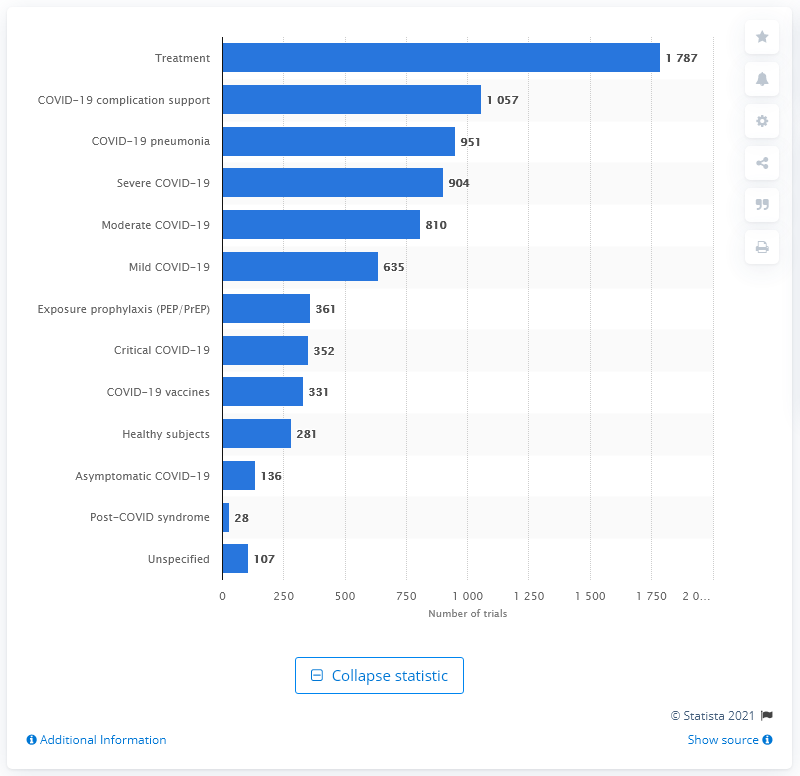 Treatment 1 787
COVID-19 complication support 1 057
COVID-19 pneumonia 951
Severe COVID-19 904
Moderate COVID-19 810
Mild COVID-19 635
Exposure prophylaxis (PEP/PrEP) 361
Critical COVID-19 352
COVID-19 vaccines 331
Healthy subjects 281
Asymptomatic COVID-19 136
Post-COVID syndrome 28
Unspecified 107
0 250 500 750 1 000 1 250 1 500 1 750 2 0...
Number of trials
Collapse statistic
© Statista 2021
Additional Information Show source